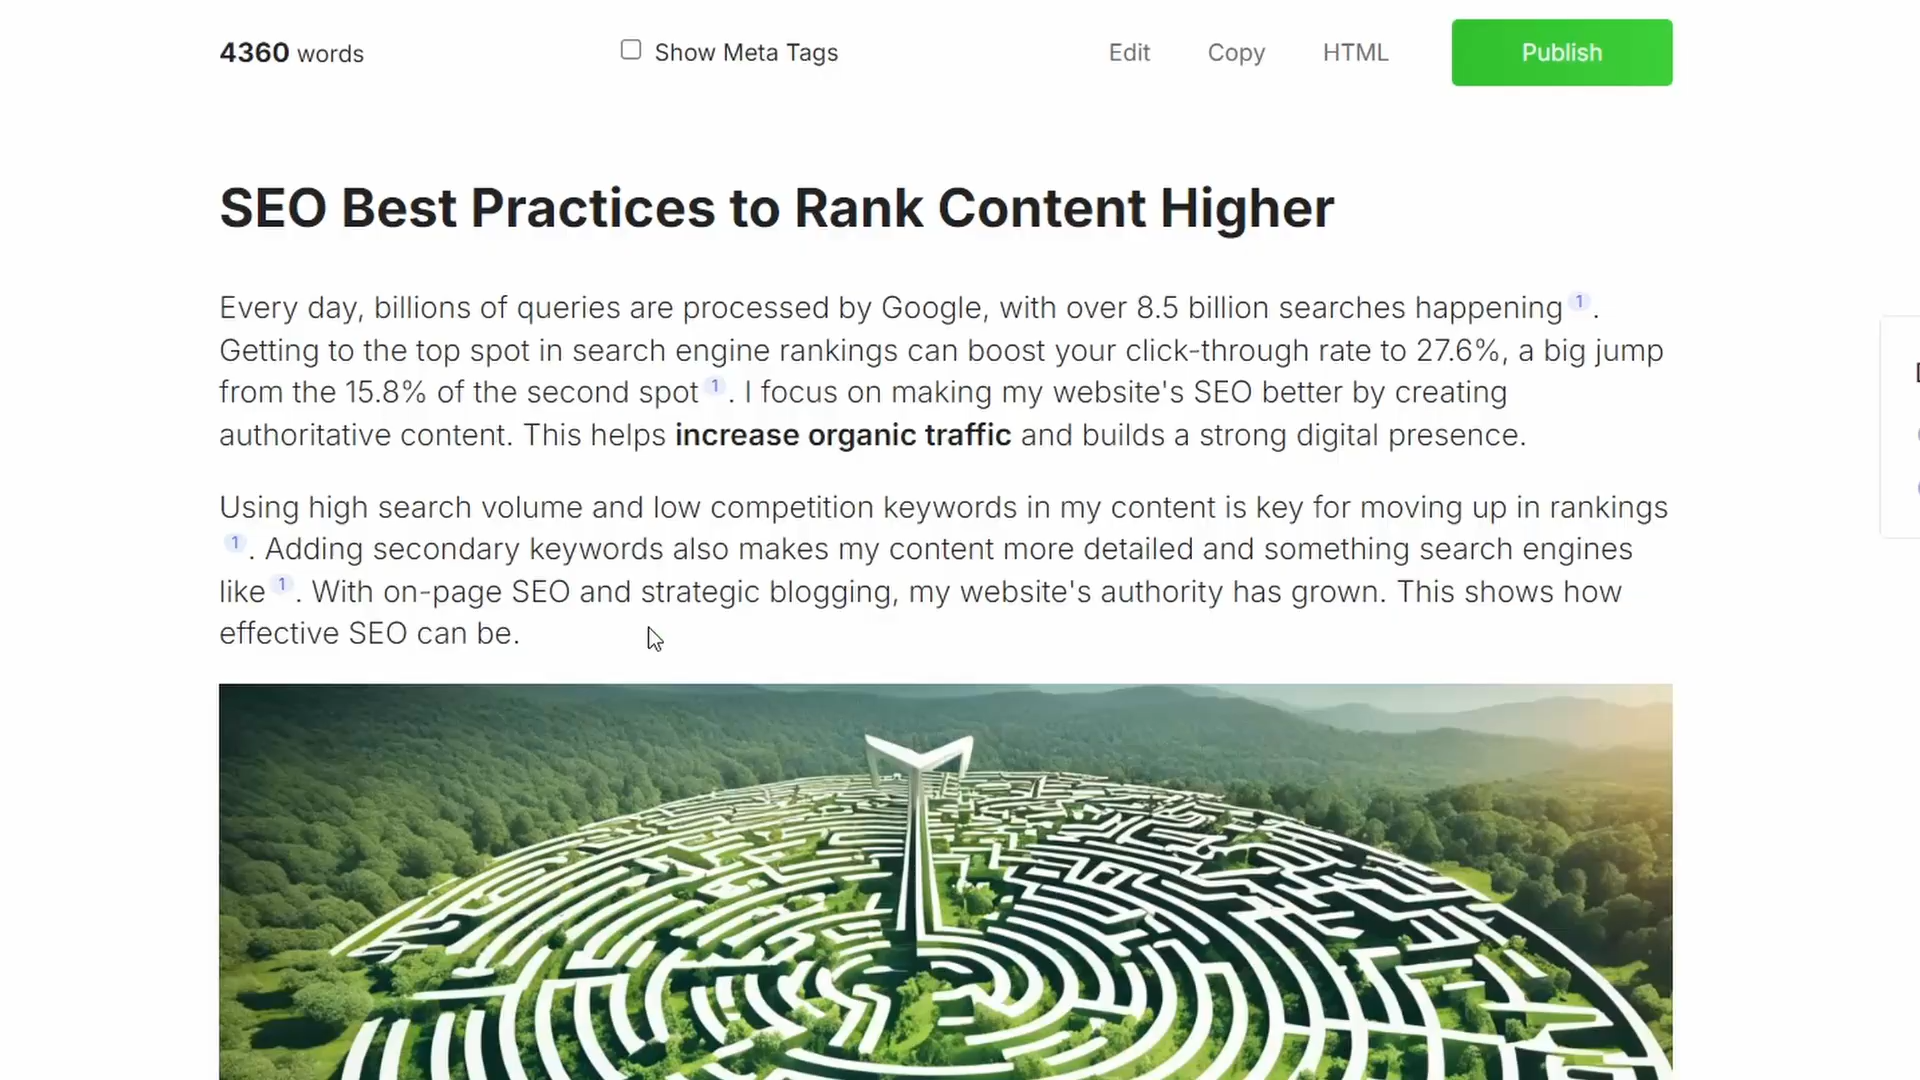 4360 words
Show Meta Tags
Edit
Copy
HTML
Publish
SEO Best Practices to Rank Content Higher
Every day, billions of queries are processed by Google, with over 8.5 billion searches happening 1.
Getting to the top spot in search engine rankings can boost your click-through rate to 27.6%, a big jump
from the 15.8% of the second spot 1. I focus on making my website's SEO better by creating
authoritative content. This helps increase organic traffic and builds a strong digital presence.
Using high search volume and low competition keywords in my content is key for moving up in rankings
1. Adding secondary keywords also makes my content more detailed and something search engines
like 1. With on-page SEO and strategic blogging, my website's authority has grown. This shows how
effective SEO can be.